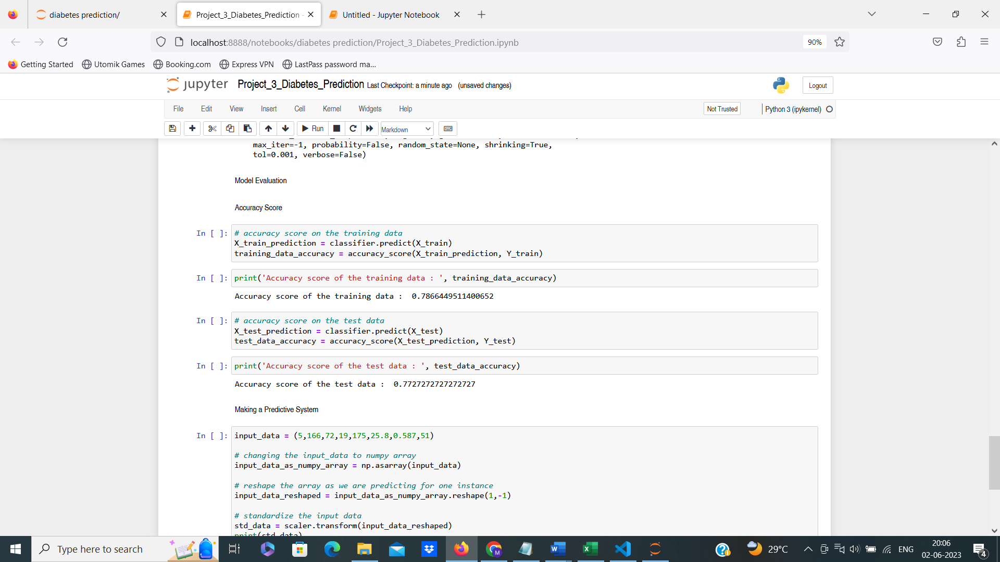 diabetes prediction/
Project_3_Diabetes_Prediction -
Untitled - Jupyter Notebook
localhost:8888/notebooks/diabetes prediction/Project_3_Diabetes_Prediction.ipynb
90%
Getting Started
Utomik Games
Booking.com
Express VPN
LastPass password ma...
jupyter
Project_3_Diabetes_Prediction Last Checkpoint: a minute ago (unsaved changes)
Logout
File Edit View Insert Cell Kernel Widgets Help
Not Trusted
Python 3 (ipykernel)
Run
Markdown
max_iter=-1, probability=False, random_state=None, shrinking=True,
tol=0.001, verbose=False)
Model Evaluation
Accuracy Score
In [ ]: # accuracy score on the training data
X_train_prediction = classifier.predict(X_train)
training_data_accuracy = accuracy_score(X_train_prediction, Y_train)
In [ ]: print('Accuracy score of the training data : ', training_data_accuracy)
Accuracy score of the training data :  0.7866449511400652
In [ ]: # accuracy score on the test data
X_test_prediction = classifier.predict(X_test)
test_data_accuracy = accuracy_score(X_test_prediction, Y_test)
In [ ]: print('Accuracy score of the test data : ', test_data_accuracy)
Accuracy score of the test data :  0.7727272727272727
Making a Predictive System
In [ ]: input_data = (5,166,72,19,175,25.8,0.587,51)
# changing the input_data to numpy array
input_data_as_numpy_array = np.asarray(input_data)
# reshape the array as we are predicting for one instance
input_data_reshaped = input_data_as_numpy_array.reshape(1,-1)
# standardize the input data
std_data = scaler.transform(input_data_reshaped)
print(std_data)
Type here to search
29°C
ENG
20:06
02-06-2023
4